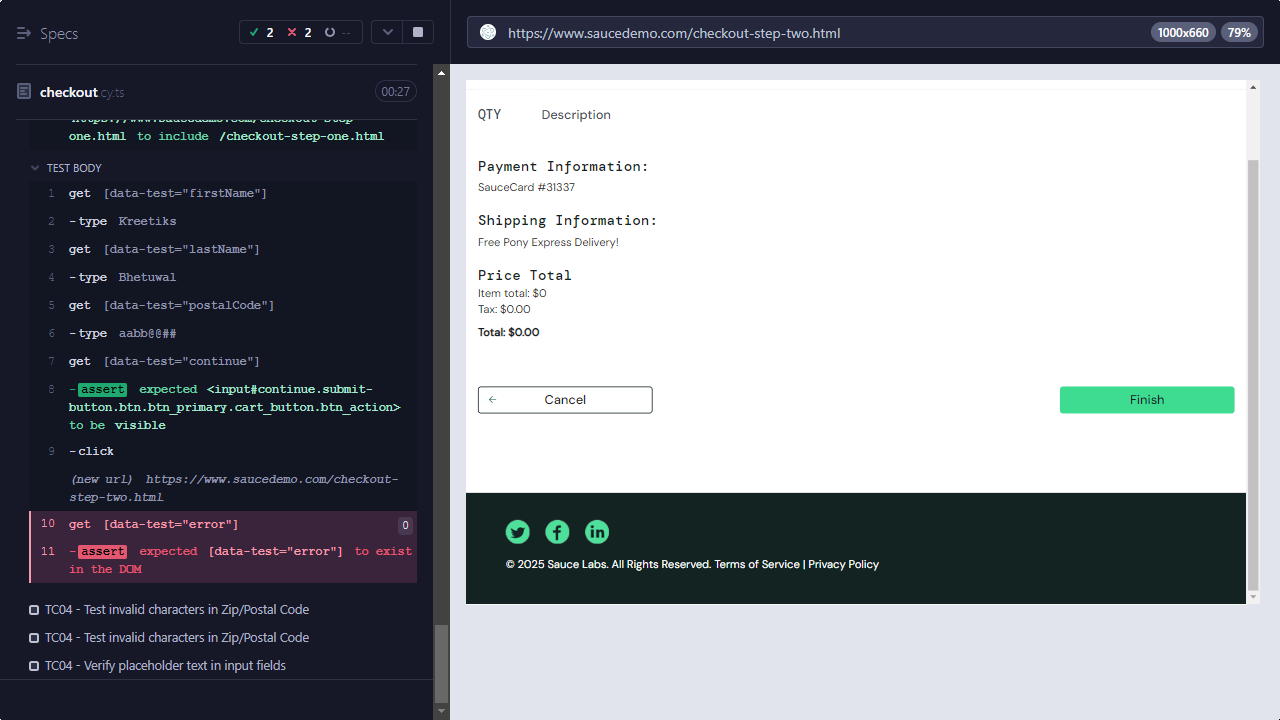 Specs
2
2
--
checkout.cy.ts
00:27
https://www.saucedemo.com/checkout-step-
one.html to include /checkout-step-one.html
TEST BODY
1 get [data-test="firstName"]
2 -type Kreetiks
3 get [data-test="lastName"]
4 -type Bhetuwal
5 get [data-test="postalCode"]
6 -type aabb@@##
7 get [data-test="continue"]
8 -assert expected <input#continue.submit-
button.btn.btn_primary.cart_button.btn_action>
to be visible
9 -click
(new url) https://www.saucedemo.com/checkout-
step-two.html
10 get [data-test="error"] 0
11 -assert expected [data-test="error"] to exist
in the DOM
TC04 - Test invalid characters in Zip/Postal Code
TC04 - Test invalid characters in Zip/Postal Code
TC04 - Verify placeholder text in input fields
https://www.saucedemo.com/checkout-step-two.html
1000x660
79%
QTY Description
Payment Information:
SauceCard #31337
Shipping Information:
Free Pony Express Delivery!
Price Total
Item total: $0
Tax: $0.00
Total: $0.00
Cancel
Finish
© 2025 Sauce Labs. All Rights Reserved. Terms of Service | Privacy Policy